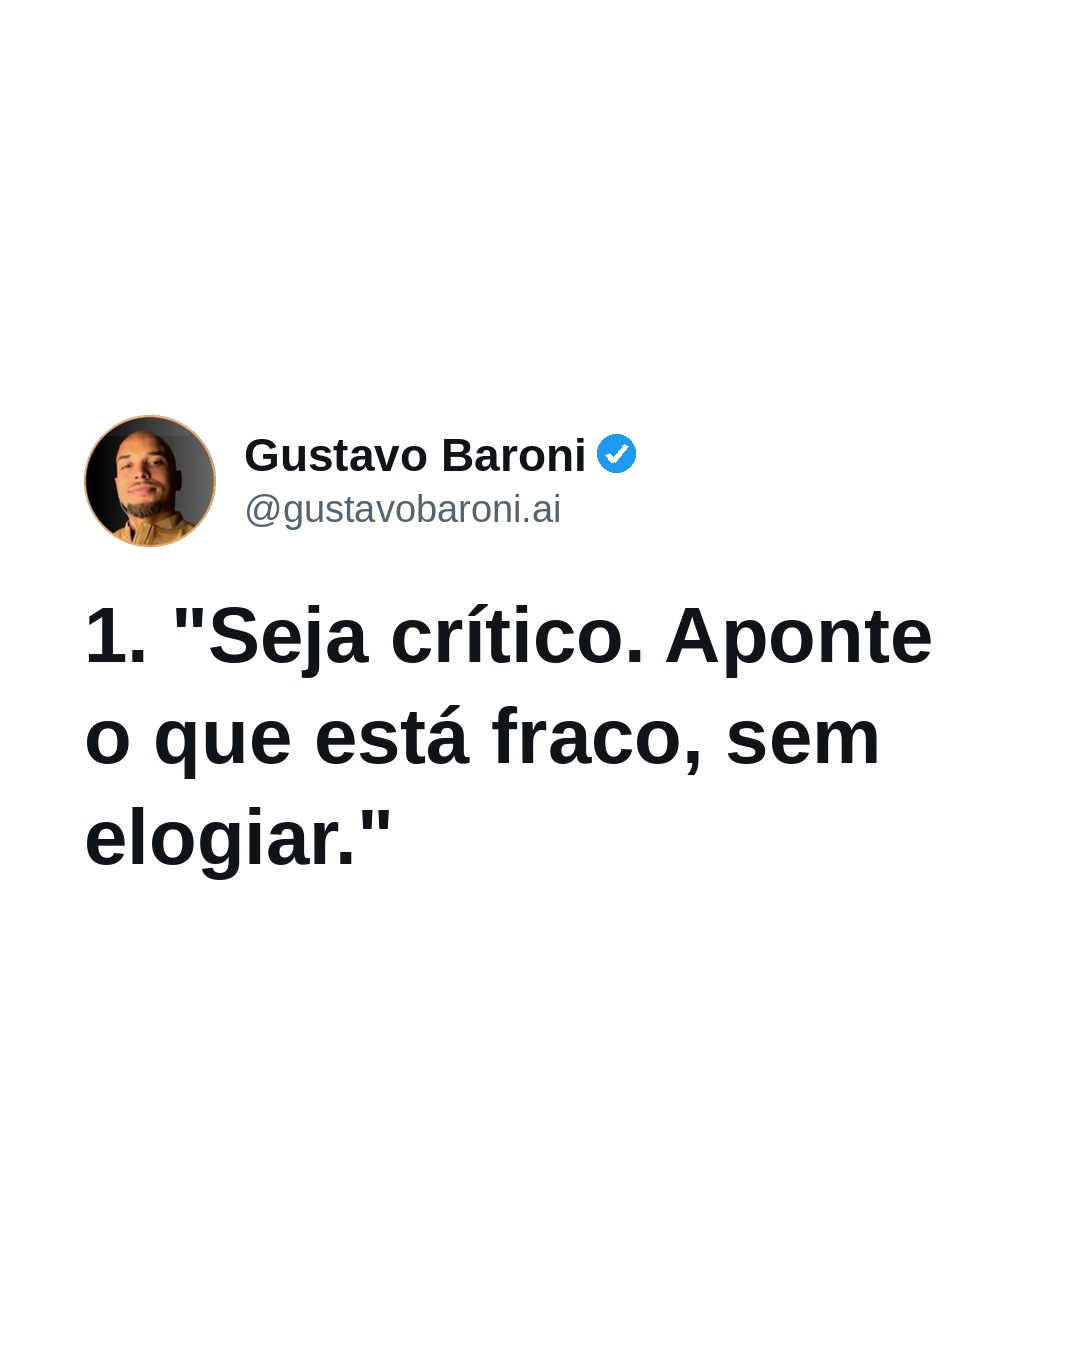 Gustavo Baroni
@gustavobaroni.ai
1. "Seja crítico. Aponte
o que está fraco, sem
elogiar."